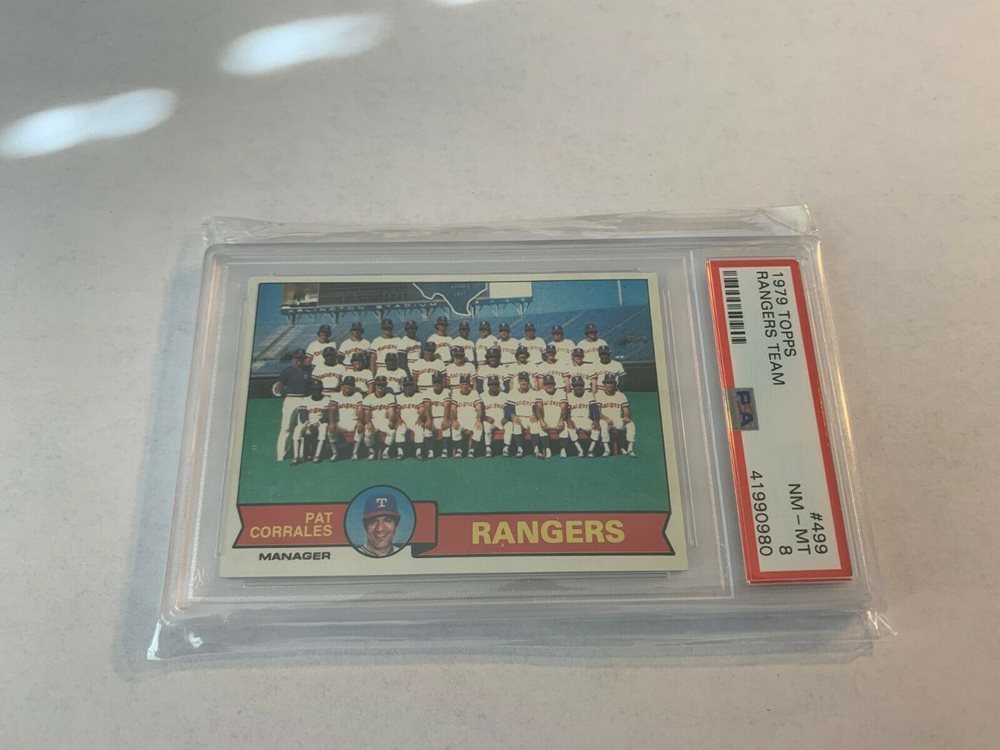 PAT
CORRALES
MANAGER
T
RANGERS
1979 TOPPS
RANGERS TEAM
PSA
#499
NM - MT
8
41990980